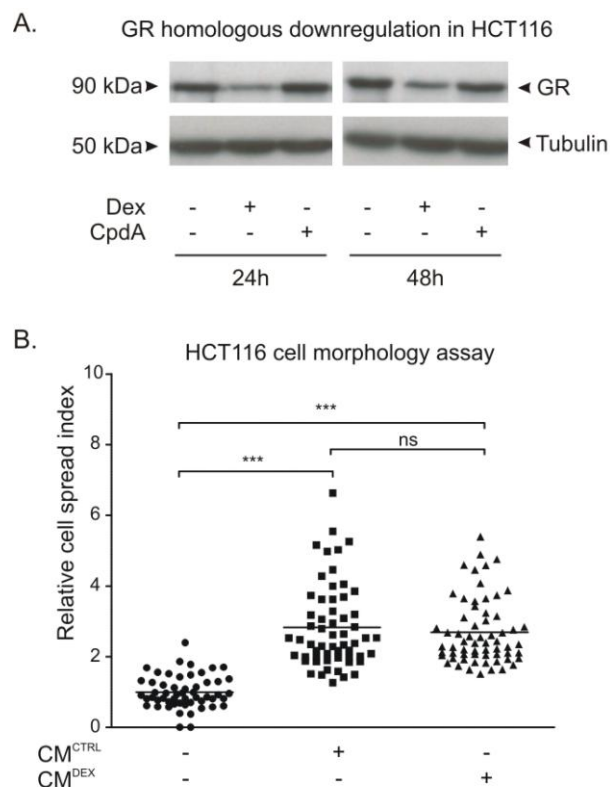 A.
GR homologous downregulation in HCT116
90 kDa► ◄ GR
50 kDa► ◄ Tubulin
Dex - + - - + -
CpdA - - + - - +
24h 48h
B.
HCT116 cell morphology assay
Relative cell spread index
10
8
6
4
2
0
***
ns
***
CM^CTRL - + -
CM^DEX - - +